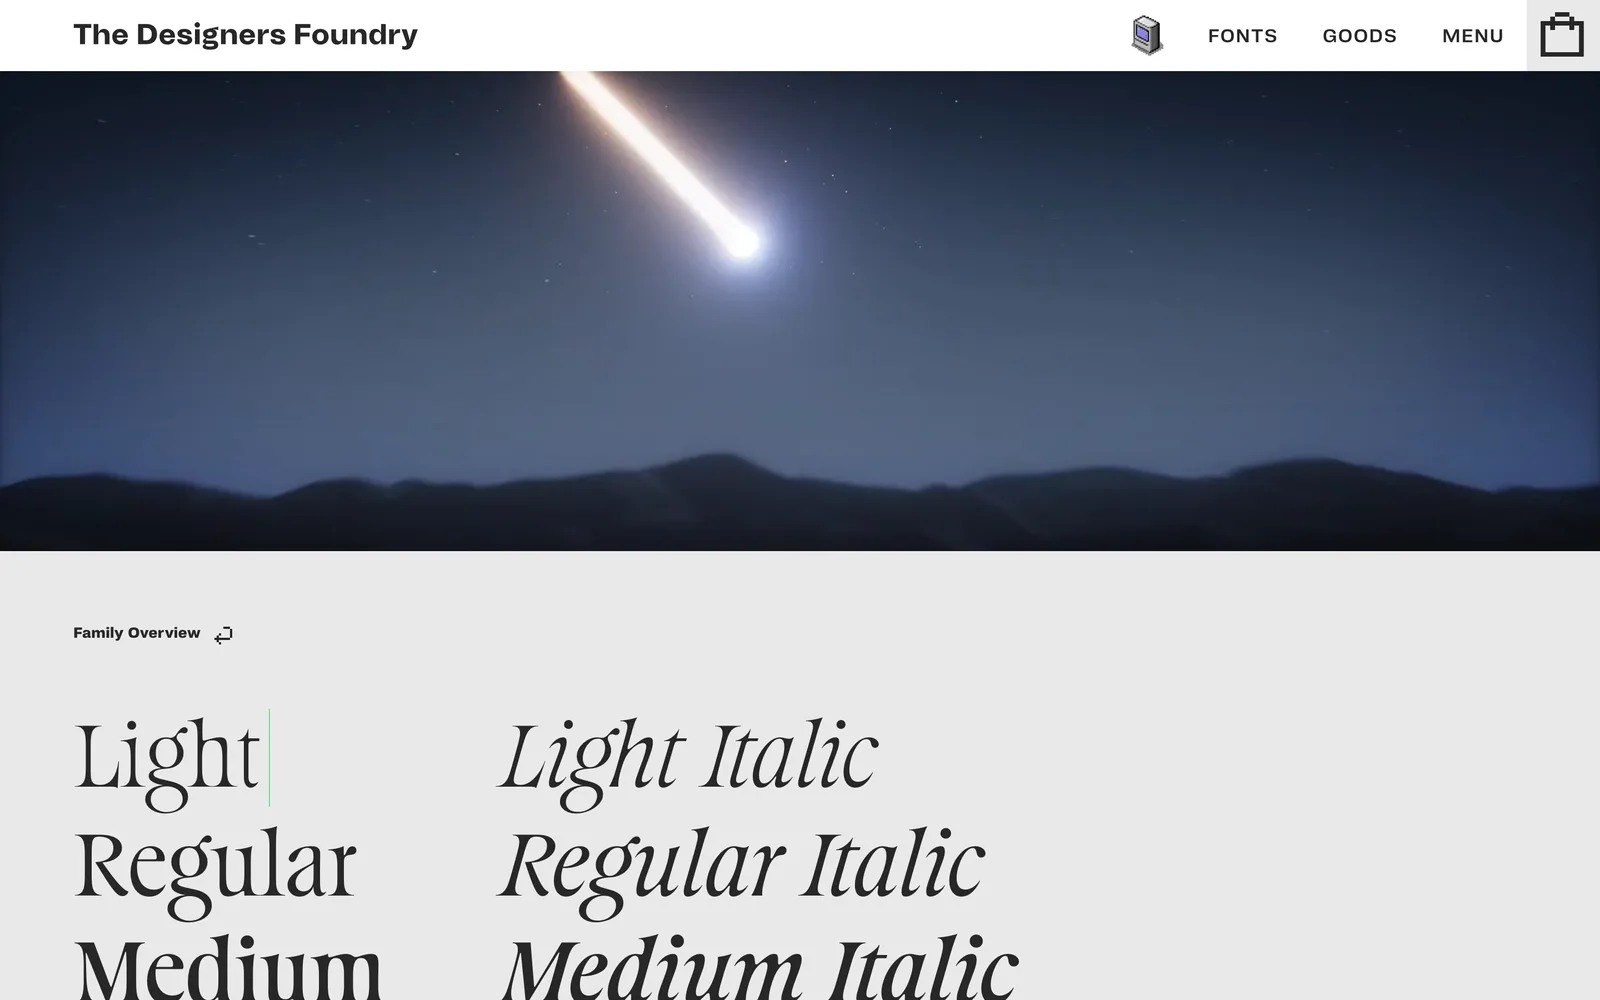 The Designers Foundry
FONTS GOODS MENU
Family Overview
Light Light Italic
Regular Regular Italic
Medium Medium Italic